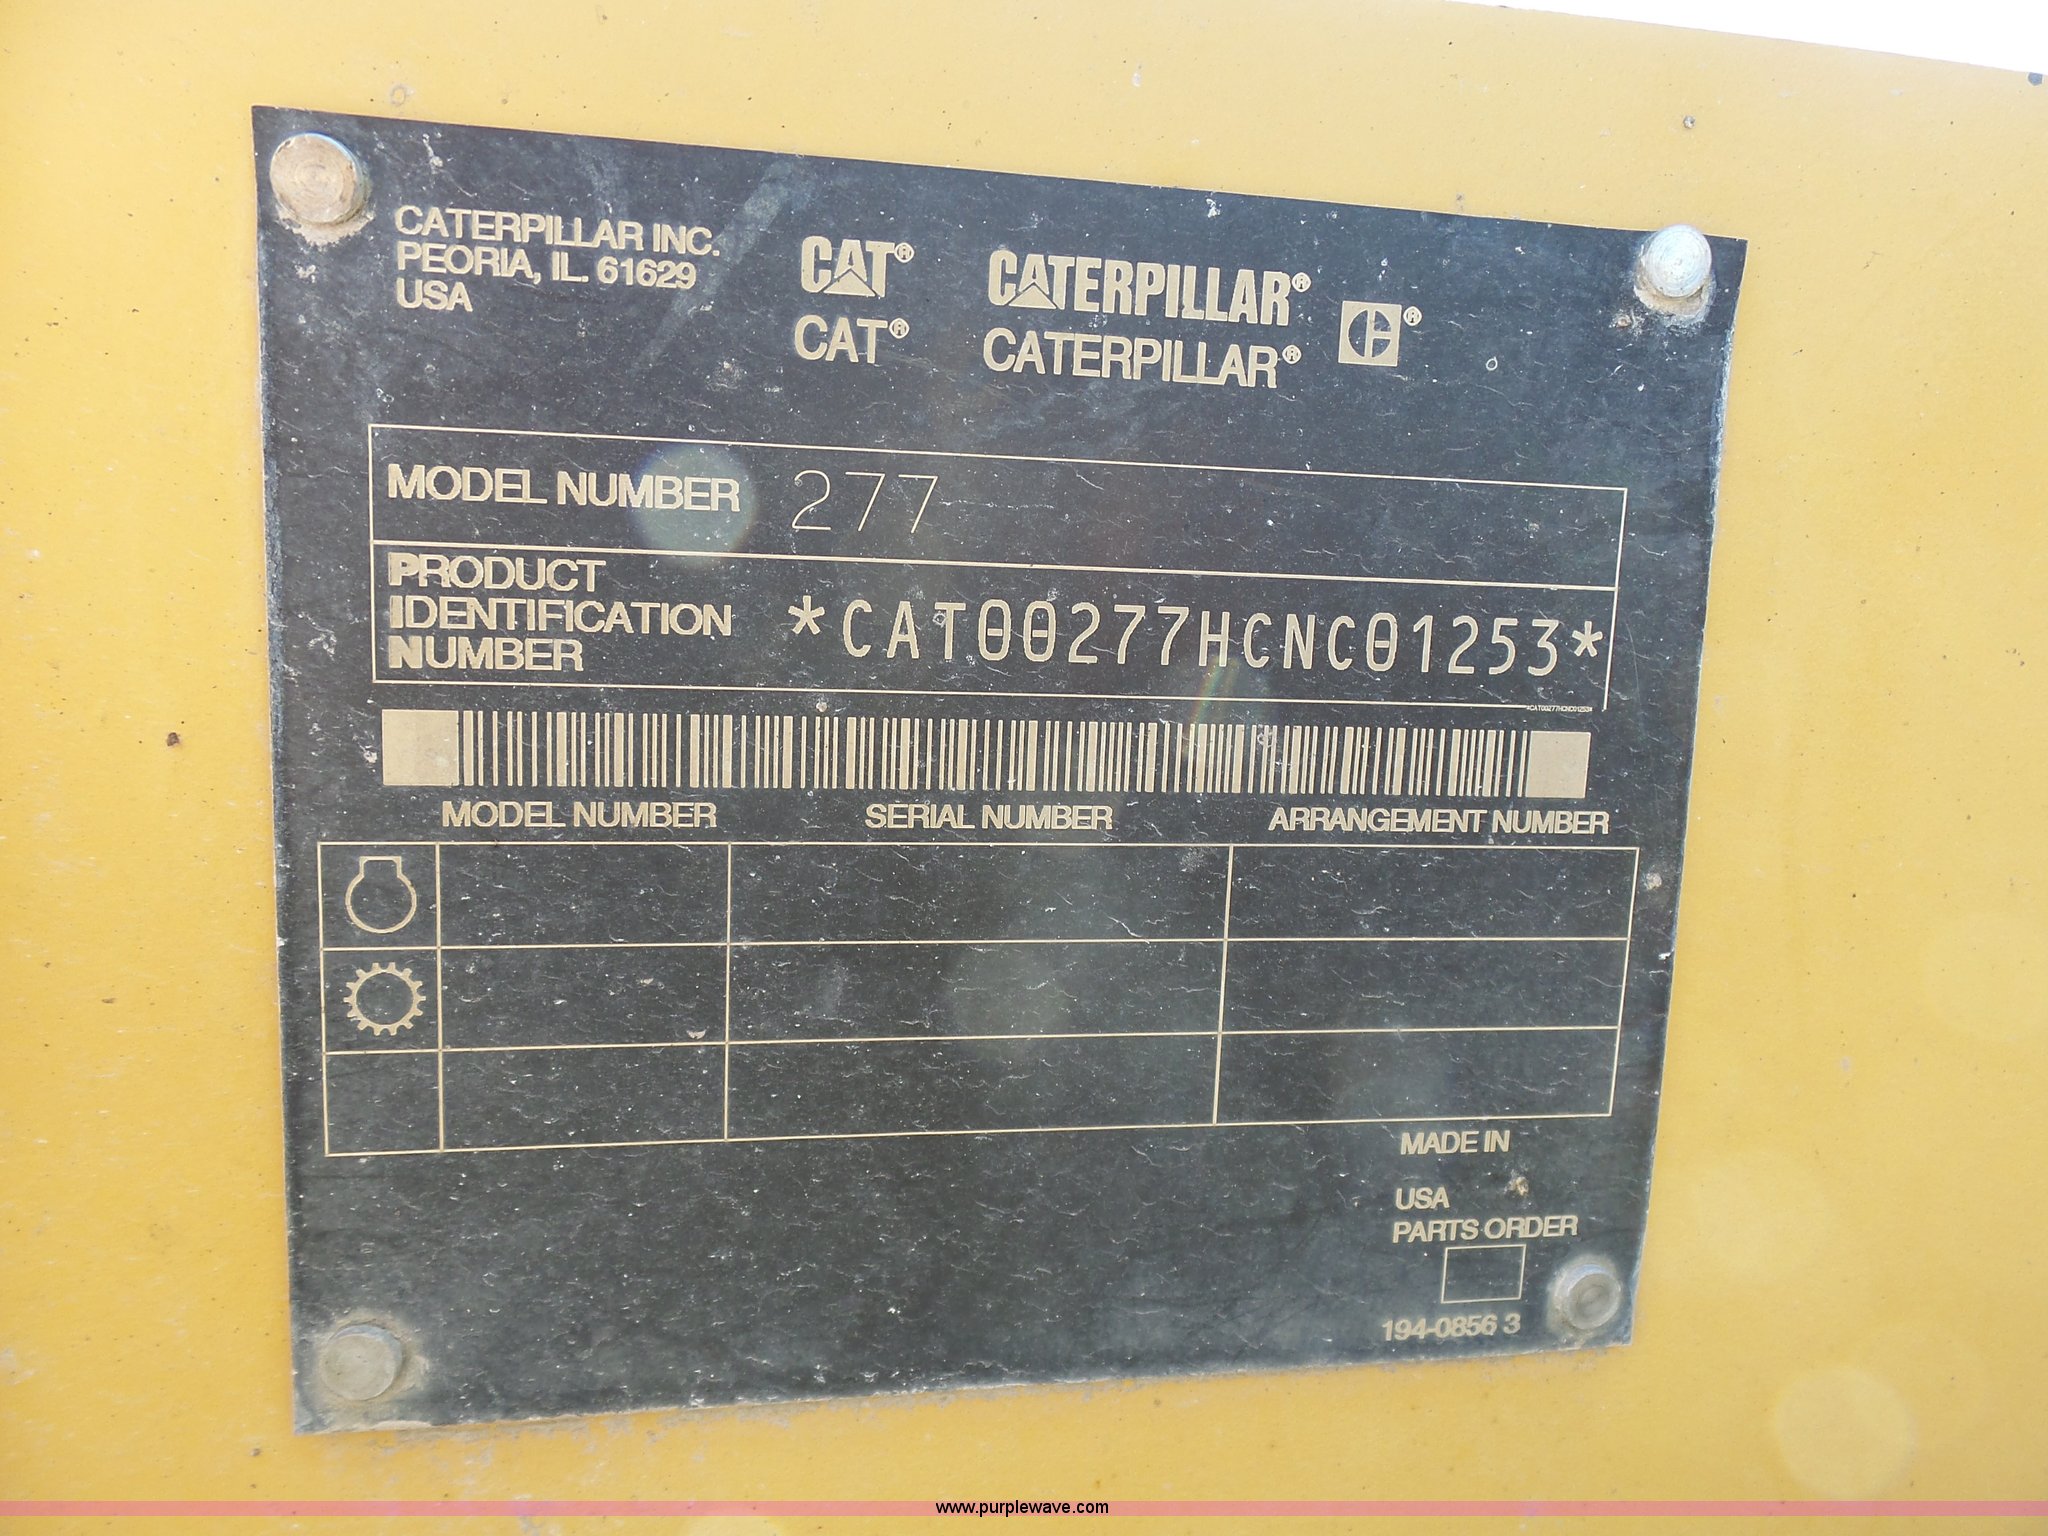 CATERPILLAR INC.
PEORIA, IL. 61629
USA
CAT® CATERPILLAR®
CAT® CATERPILLAR® ®
MODEL NUMBER 277
PRODUCT
IDENTIFICATION
NUMBER *CAT00277HCNC01253*
*CAT00277HCNC01253*
MODEL NUMBER SERIAL NUMBER ARRANGEMENT NUMBER
MADE IN
USA
PARTS ORDER
194-0856 3
www.purplewave.com